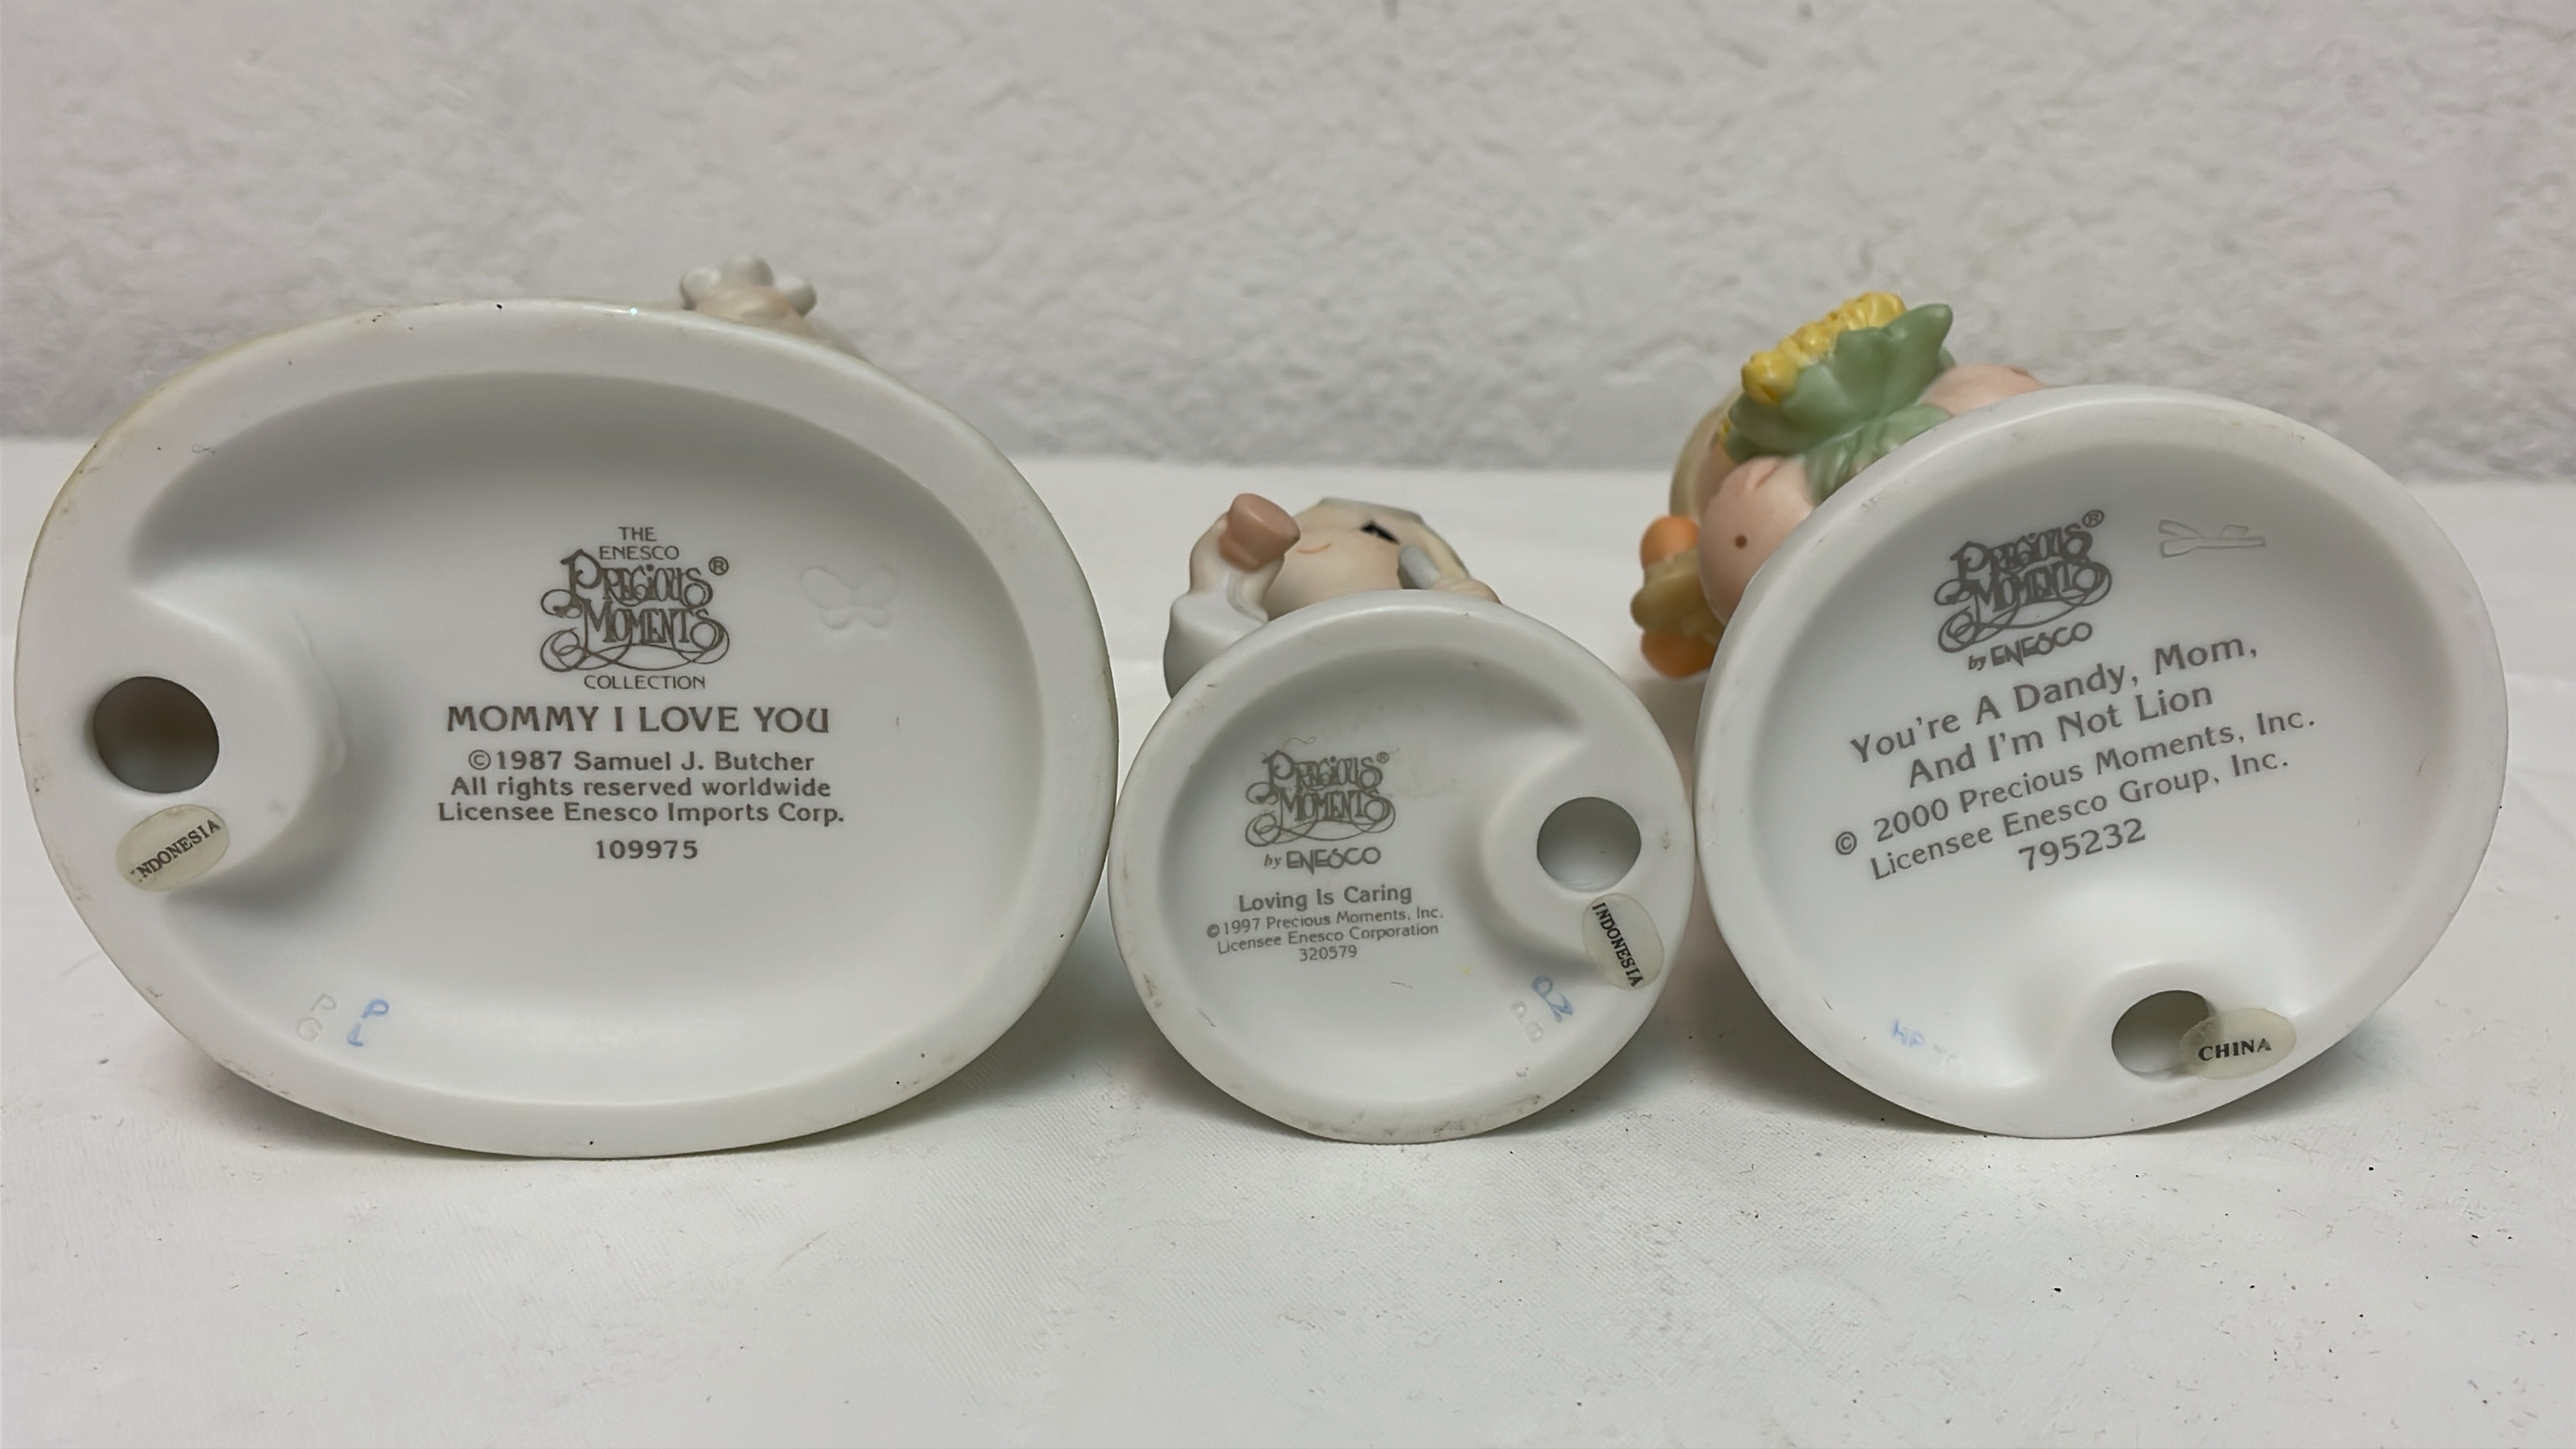 THE
ENESCO
PRECIOUS®
MOMENTS
COLLECTION
MOMMY I LOVE YOU
©1987 Samuel J. Butcher
All rights reserved worldwide
Licensee Enesco Imports Corp.
109975
INDONESIA
P P
G L
PRECIOUS®
MOMENTS
by ENESCO
Loving Is Caring
©1997 Precious Moments, Inc.
Licensee Enesco Corporation
320579
INDONESIA
PRECIOUS®
MOMENTS
by ENESCO
You're A Dandy, Mom,
And I'm Not Lion
© 2000 Precious Moments, Inc.
Licensee Enesco Group, Inc.
795232
CHINA